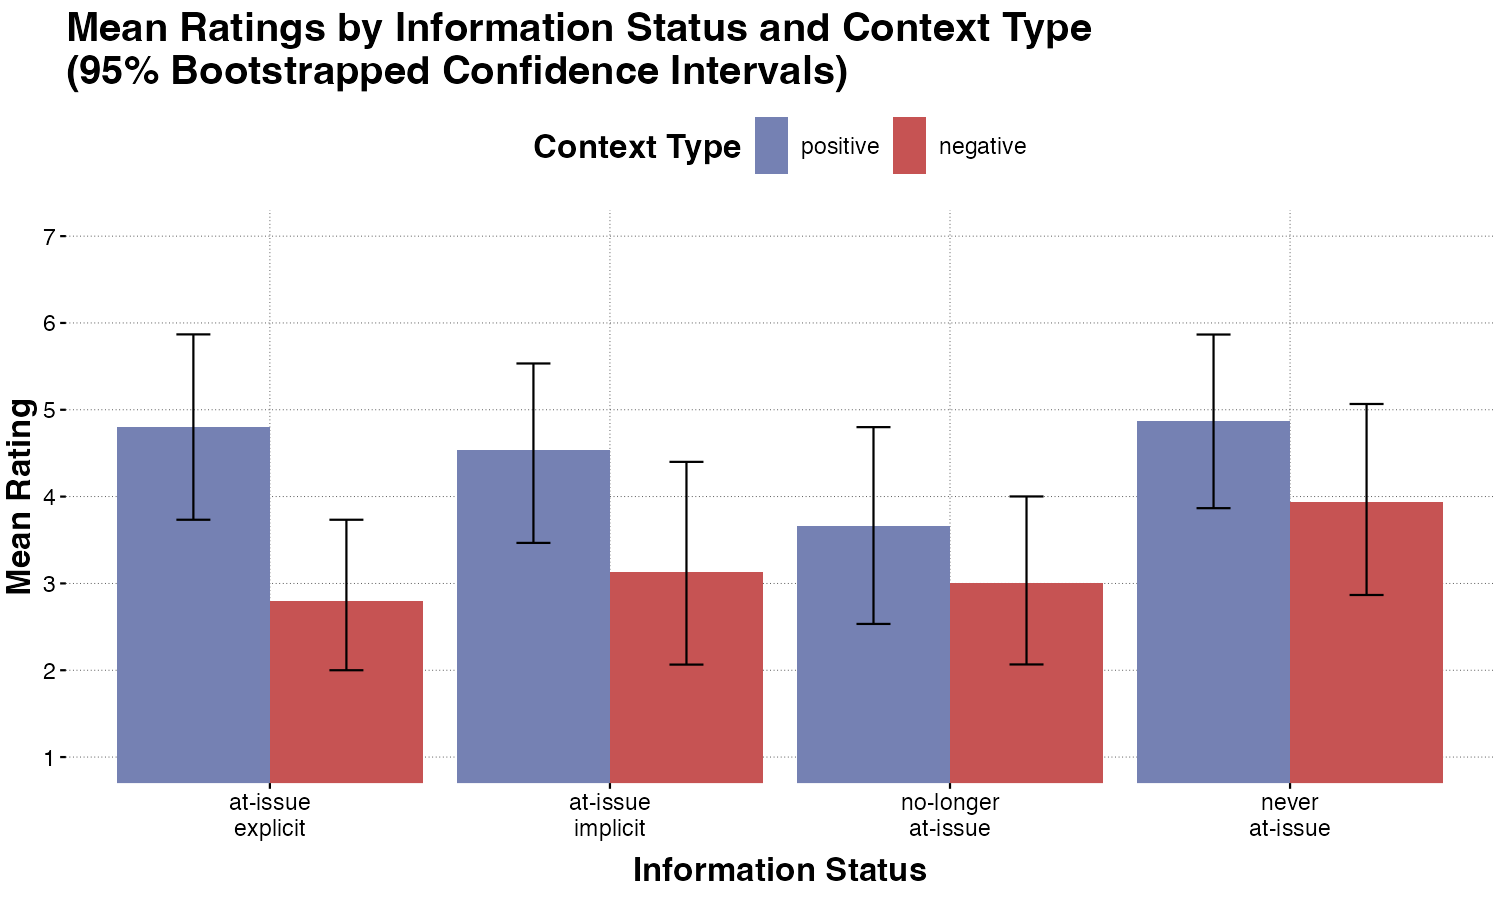 Mean Ratings by Information Status and Context Type
(95% Bootstrapped Confidence Intervals)
Context Type positive negative
Mean Rating
7
6
5
4
3
2
1
at-issue
explicit
at-issue
implicit
no-longer
at-issue
never
at-issue
Information Status